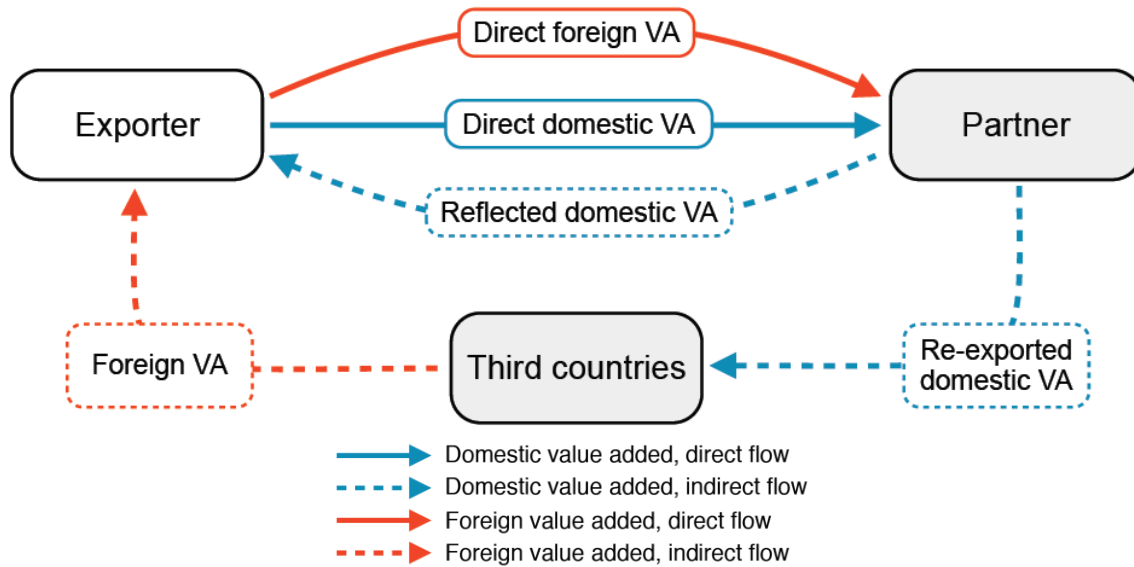 Direct foreign VA
Exporter
Direct domestic VA
Partner
Reflected domestic VA
Foreign VA
Third countries
Re-exported
domestic VA
Domestic value added, direct flow
Domestic value added, indirect flow
Foreign value added, direct flow
Foreign value added, indirect flow